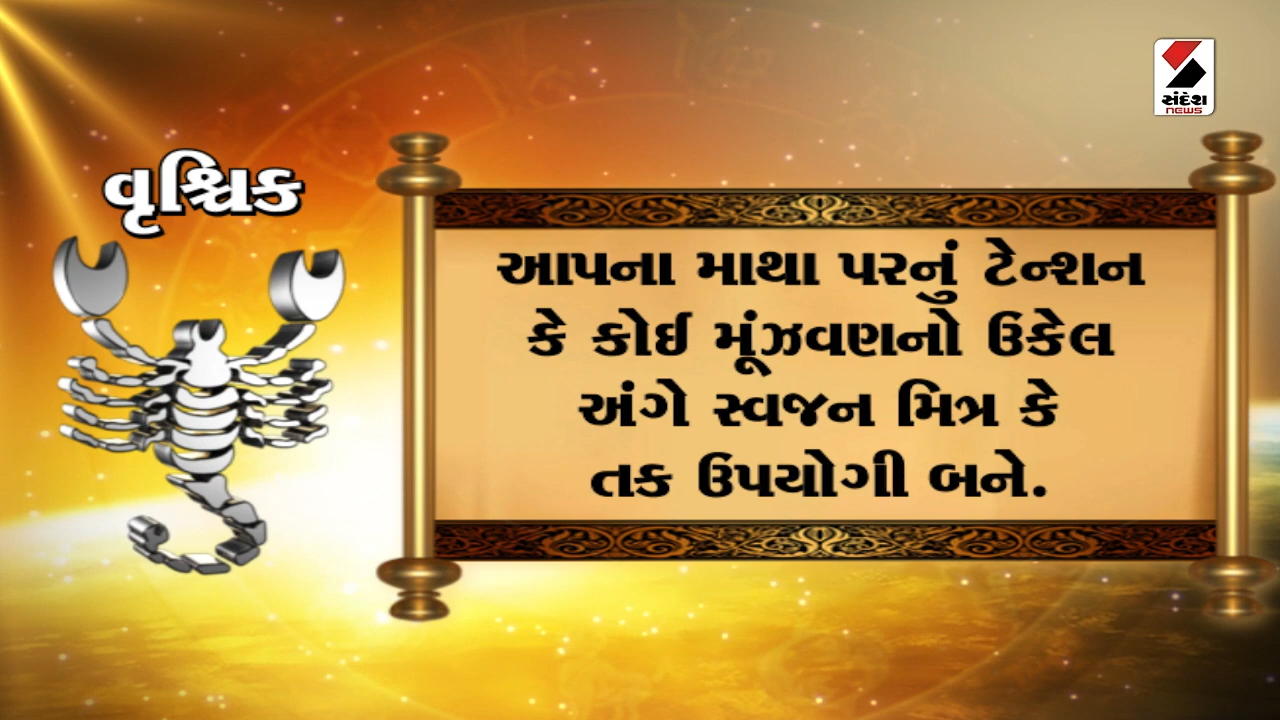 સંદેશ
NEWS
વૃશ્ચિક
આપના માથા પરનું ટેન્શન
કે કોઈ મૂંઝવણનો ઉકેલ
અંગે સ્વજન મિત્ર કે
તક ઉપયોગી બને.